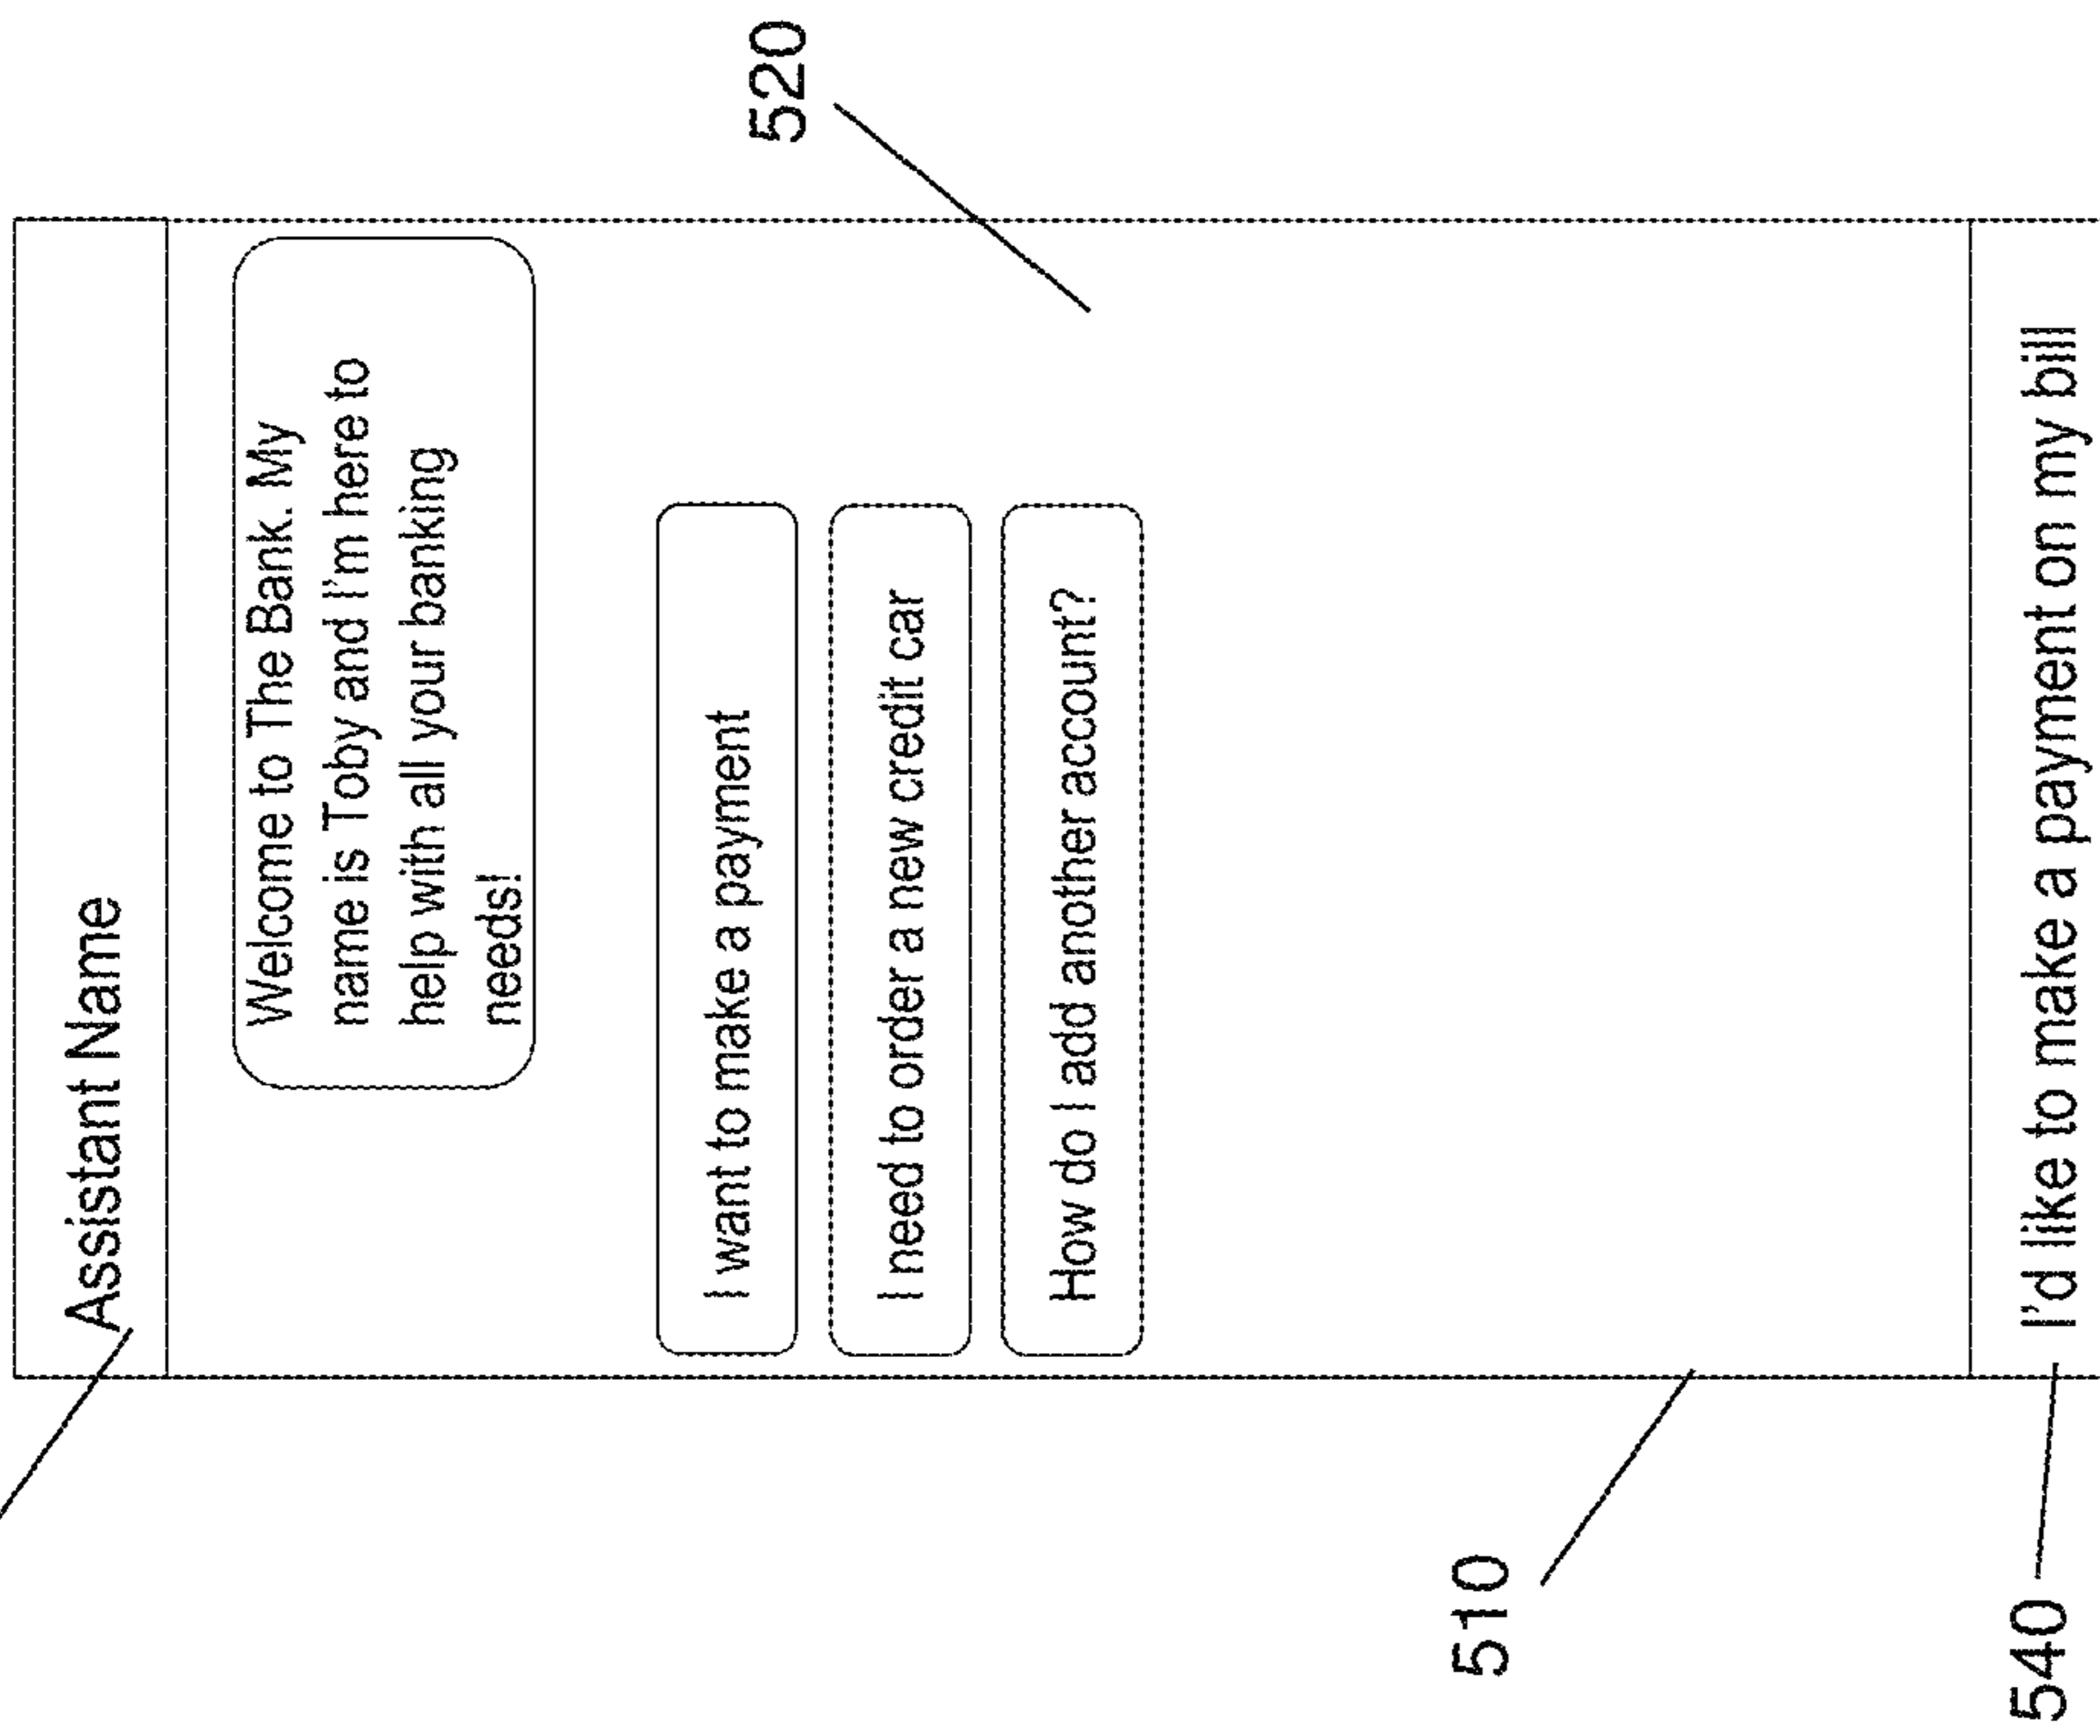 Assistant Name
Welcome to The Bank. My
name is Toby and I'm here to
help with all your banking
needs!
520
I want to make a payment
I need to order a new credit car
How do I add another account?
510
540
I'd like to make a payment on my bill